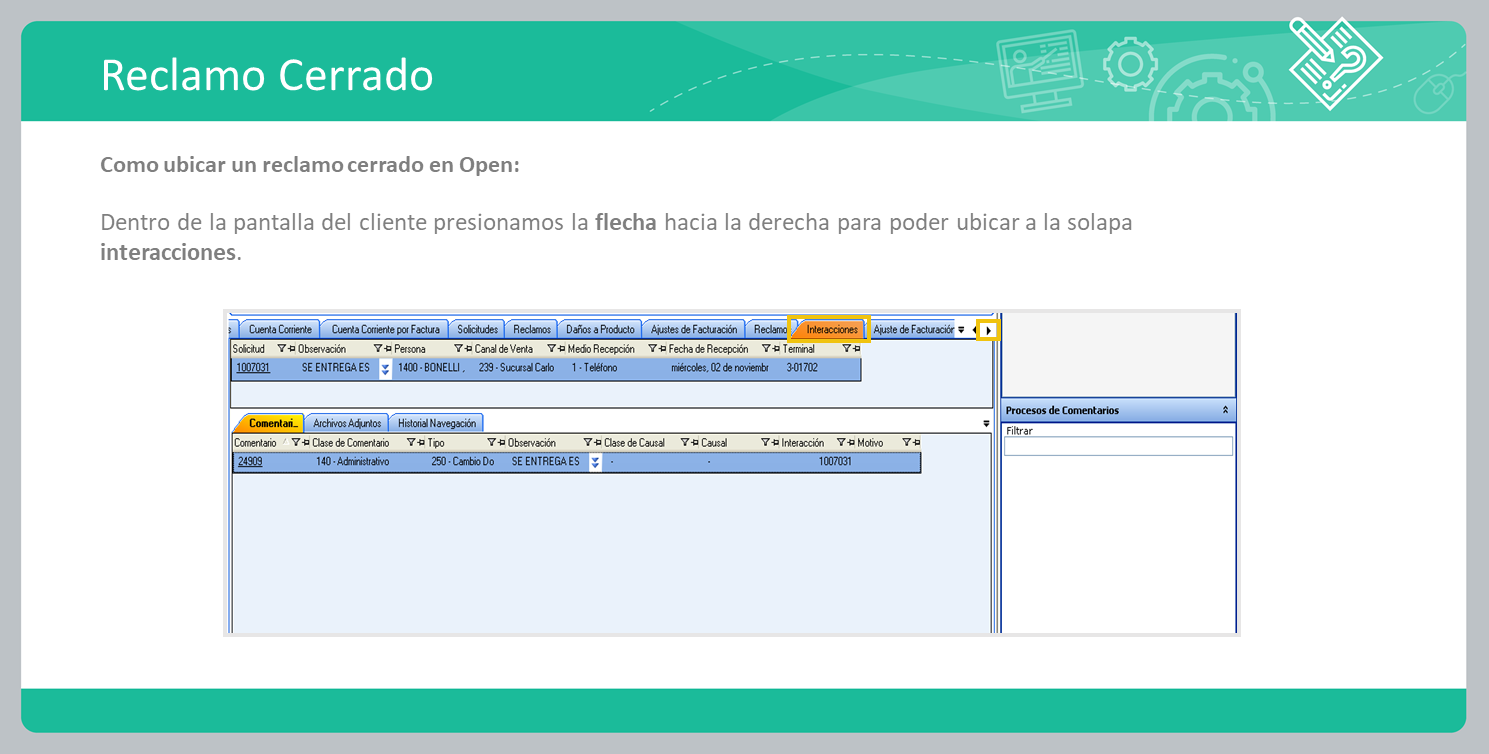 Reclamo Cerrado
Como ubicar un reclamo cerrado en Open:
Dentro de la pantalla del cliente presionamos la flecha hacia la derecha para poder ubicar a la solapa
interacciones.
s Cuenta Corriente Cuenta Corriente por Factura Solicitudes Reclamos Daños a Producto Ajustes de Facturación Reclamo Interacciones Ajuste de Facturación
Solicitud Observación Persona Canal de Venta Medio Recepción Fecha de Recepción Terminal
1007031 SE ENTREGA ES 1400 - BONELLI , 239 - Sucursal Carlo 1 - Teléfono miércoles, 02 de noviembr 3-01702
Comentari... Archivos Adjuntos Historial Navegación
Comentario Clase de Comentario Tipo Observación Clase de Causal Causal Interacción Motivo
24909 140 - Administrativo 250 - Cambio Do SE ENTREGA ES - - 1007031
Procesos de Comentarios
Filtrar